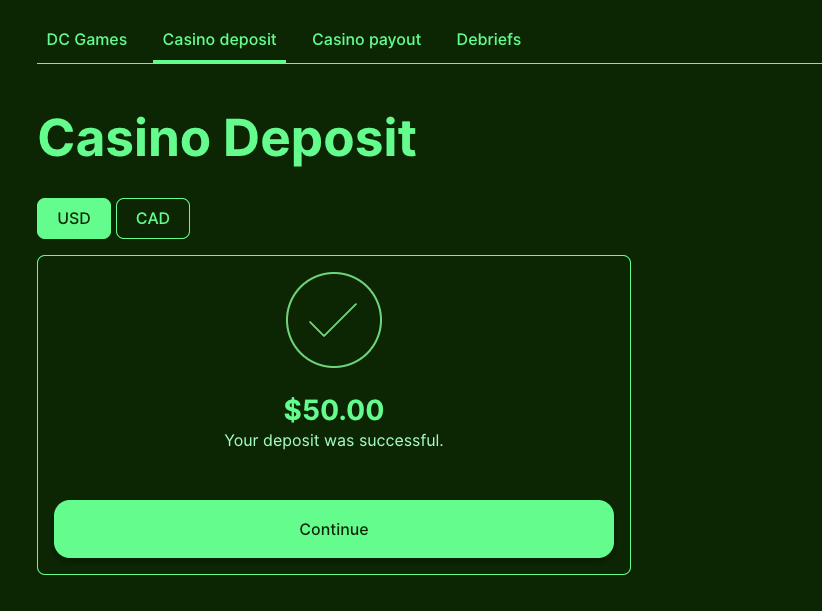 DC Games Casino deposit Casino payout Debriefs
Casino Deposit
USD CAD
$50.00
Your deposit was successful.
Continue